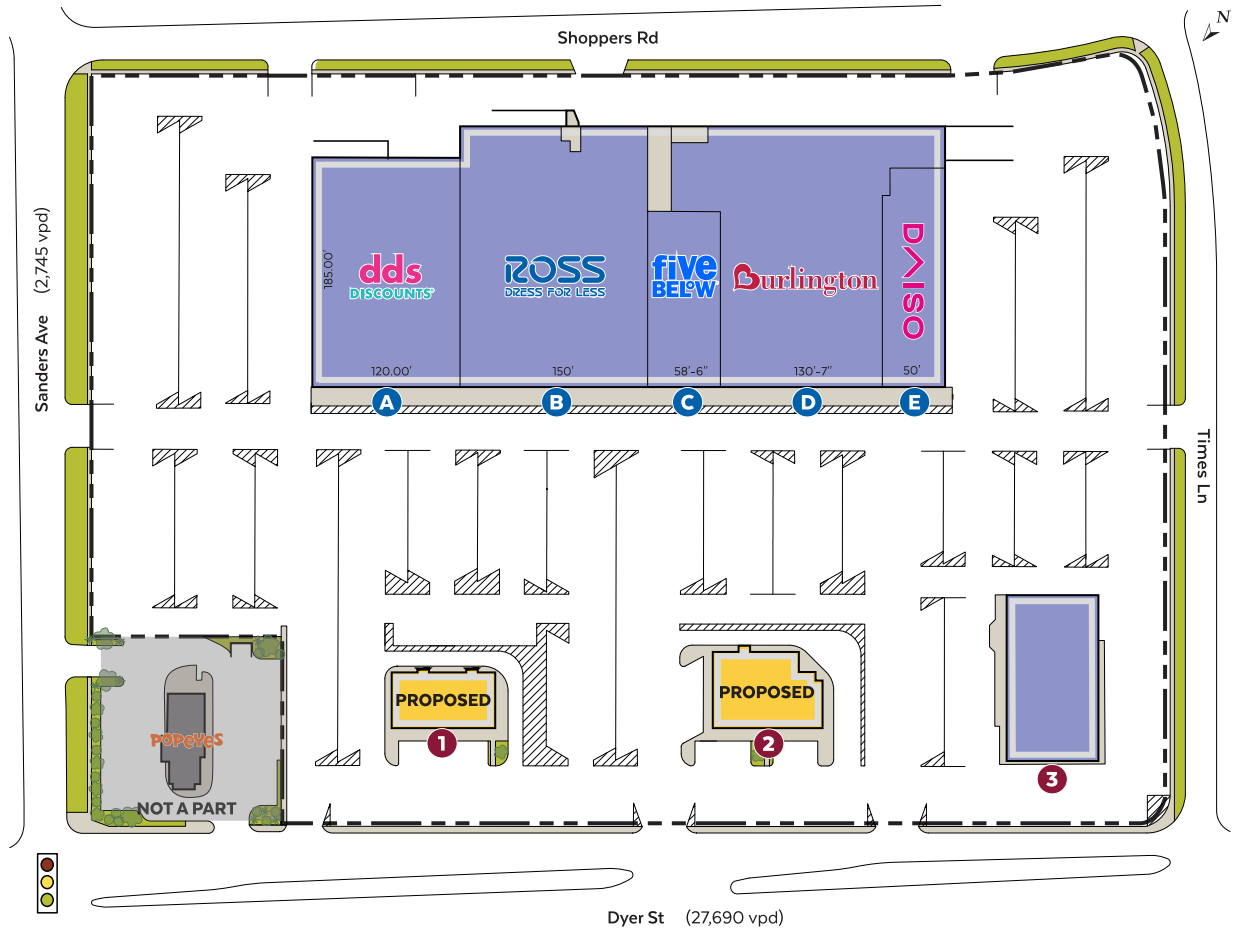 N
Shoppers Rd
Sanders Ave (2,745 vpd)
185.00'
dds
DISCOUNTS
ROSS
DRESS FOR LESS
five
BELOW
Burlington
DAISO
120.00'
150'
58'-6"
130'-7"
50'
A
B
C
D
E
Times Ln
PROPOSED
1
PROPOSED
2
3
POPEYES
NOT A PART
Dyer St (27,690 vpd)